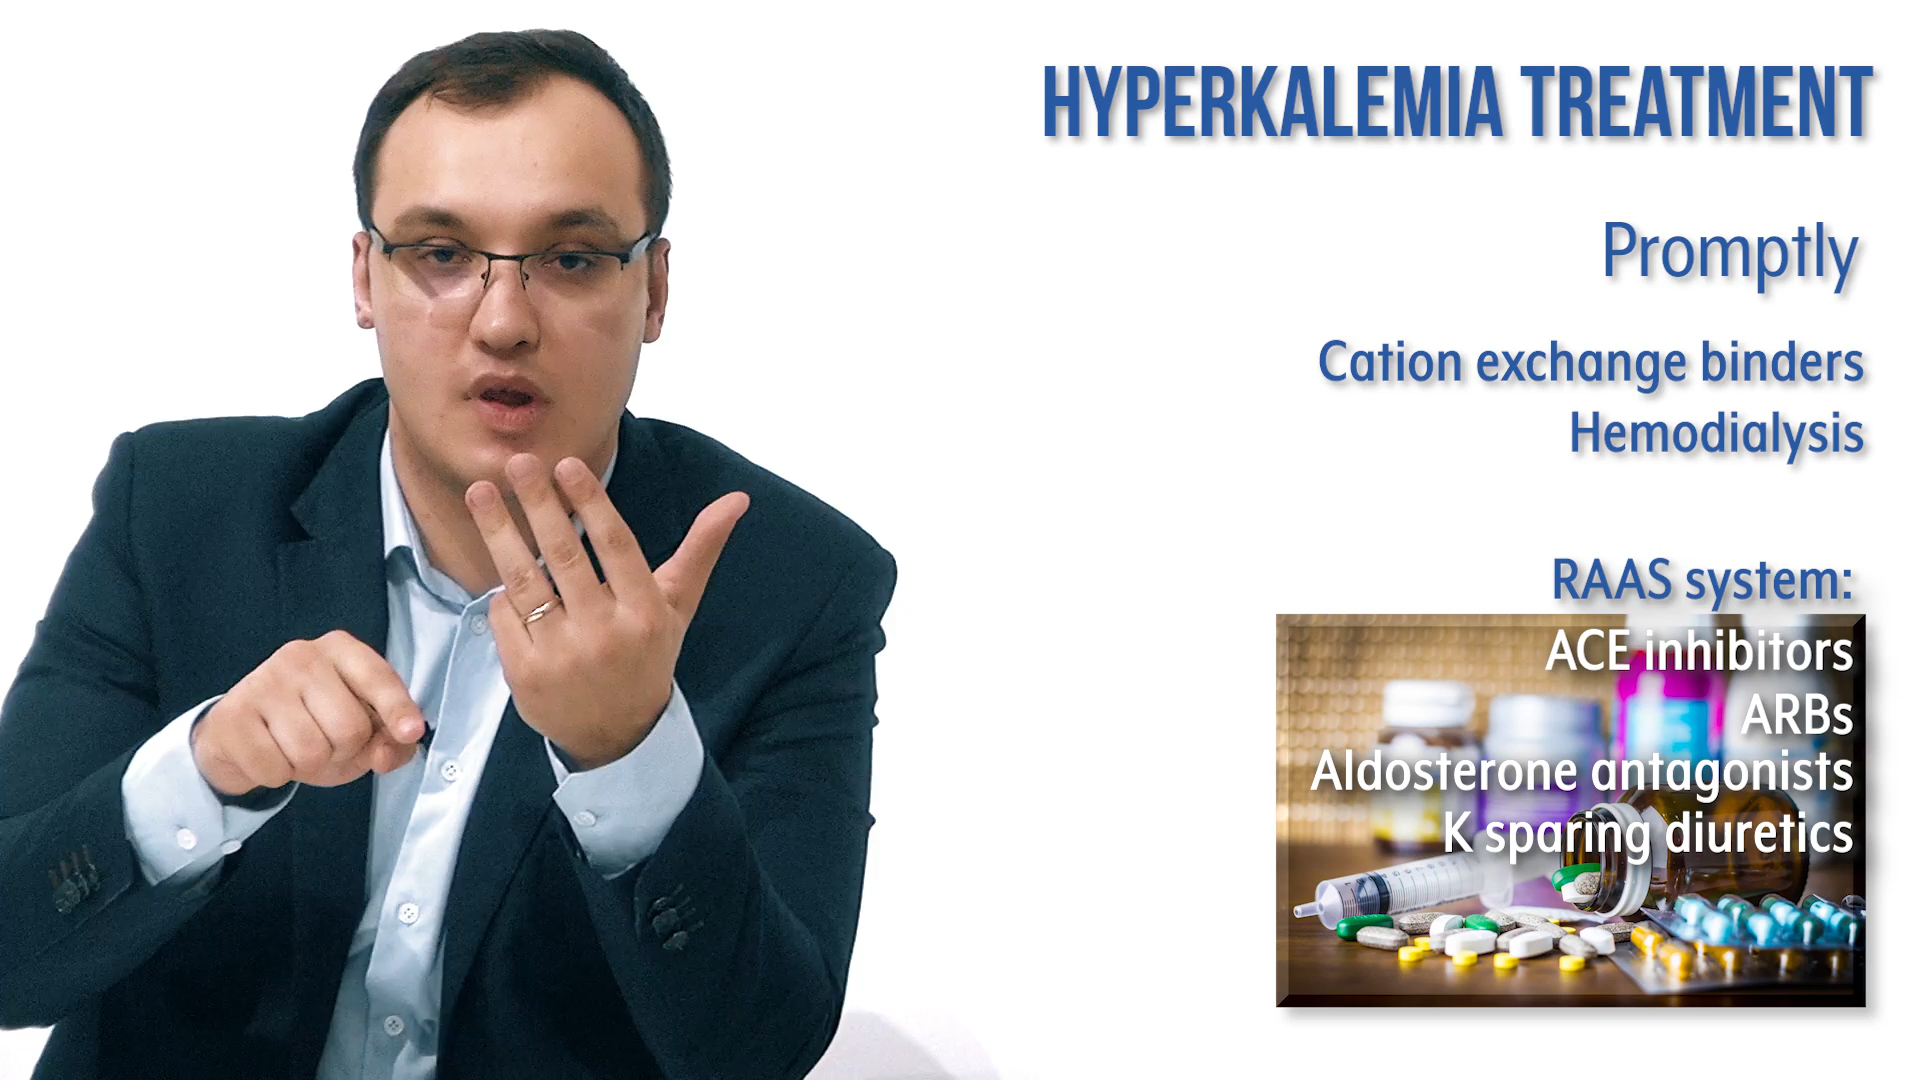 HYPERKALEMIA TREATMENT
Promptly
Cation exchange binders
Hemodialysis
RAAS system:
ACE inhibitors
ARBs
Aldosterone antagonists
K sparing diuretics